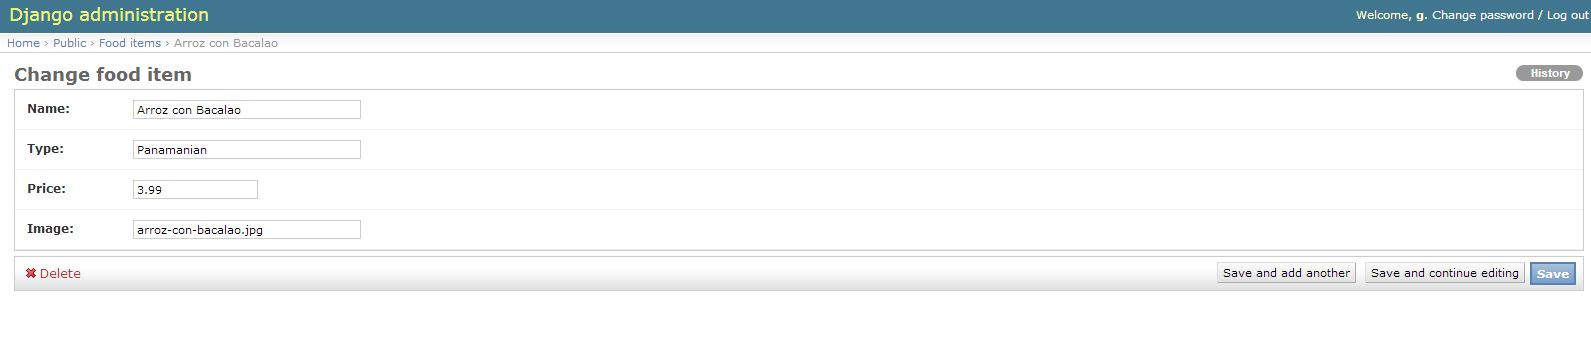 Django administration
Welcome, g. Change password / Log out
Home › Public › Food items › Arroz con Bacalao
Change food item
History
Name: Arroz con Bacalao
Type: Panamanian
Price: 3.99
Image: arroz-con-bacalao.jpg
Delete
Save and add another
Save and continue editing
Save